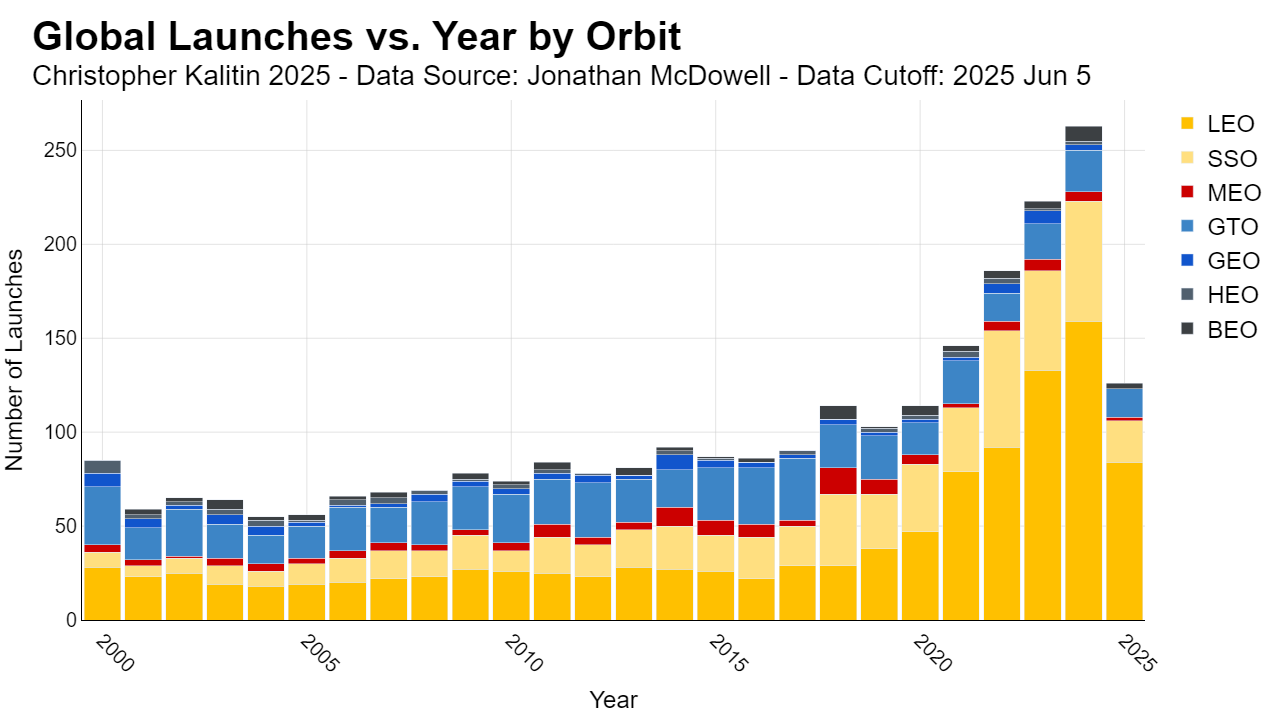 Global Launches vs. Year by Orbit
Christopher Kalitin 2025 - Data Source: Jonathan McDowell - Data Cutoff: 2025 Jun 5
Number of Launches
250
200
150
100
50
0
2000
2005
2010
2015
2020
2025
Year
LEO
SSO
MEO
GTO
GEO
HEO
BEO